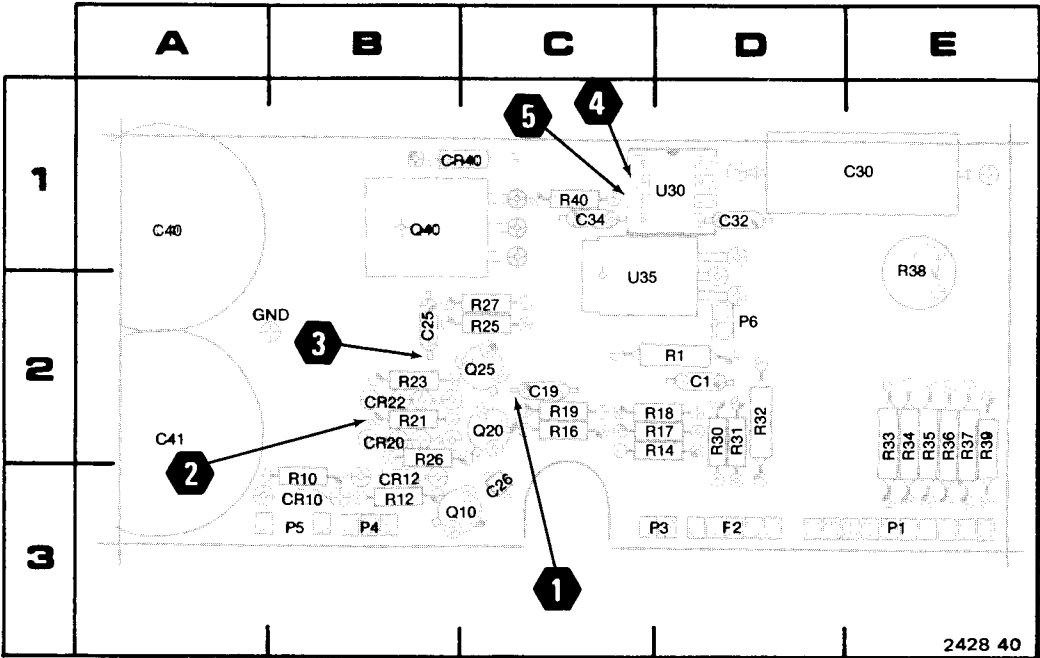 A B C D E
1
5 4
CR40
C30
R40 U30
C34 C32
C40 Q40
U35 R38
R27
GND C25 R25 P6
3
2
R1
Q25
R23 C19 C1
CR22 R19 R18
R21 R16 R17 R30 R31 R32 R33 R34 R35 R36 R37 R39
C41 CR20 Q20 R14
R26
2
R10 CR12 C26
CR10 R12 Q10
P5 P4 P3 P2 P1
3
1
2428 40